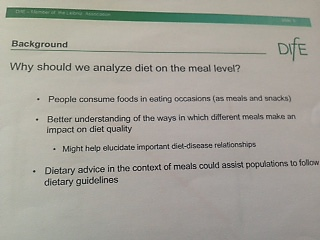 Background
DIfE
Why should we analyze diet on the meal level?
• People consume foods in eating occasions (as meals and snacks)
• Better understanding of the ways in which different meals make an
impact on diet quality
• Might help elucidate important diet-disease relationships
• Dietary advice in the context of meals could assist populations to follow
dietary guidelines